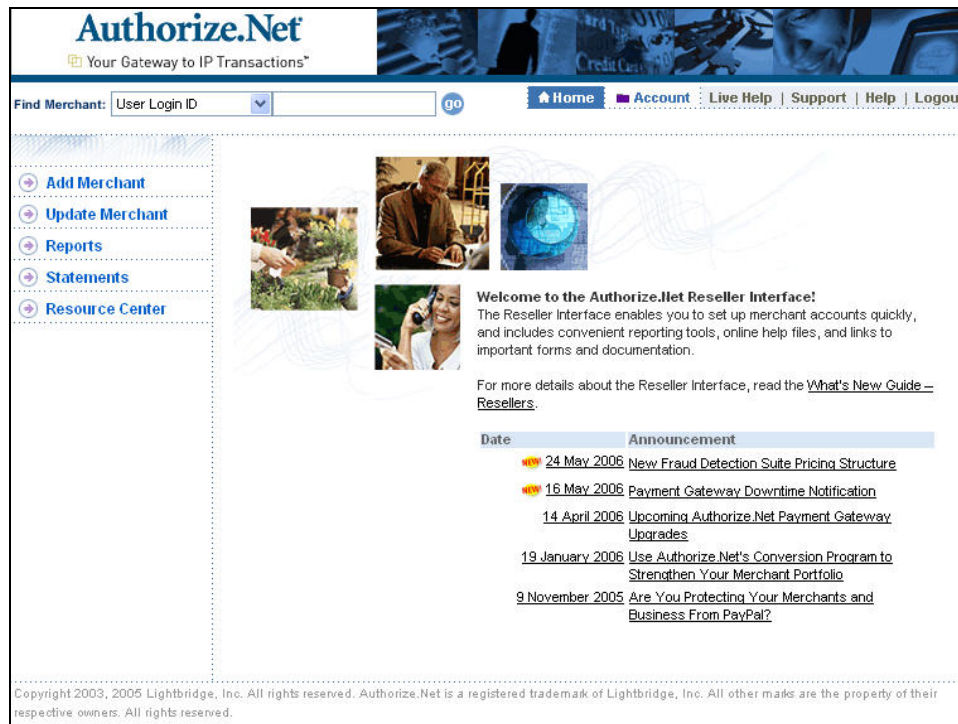 Authorize.Net
Your Gateway to IP Transactions™
Credit Card
Find Merchant: User Login ID go
Home Account Live Help | Support | Help | Logou
Add Merchant
Update Merchant
Reports
Statements
Resource Center
Welcome to the Authorize.Net Reseller Interface!
The Reseller Interface enables you to set up merchant accounts quickly,
and includes convenient reporting tools, online help files, and links to
important forms and documentation.
For more details about the Reseller Interface, read the What's New Guide –
Resellers.
Date Announcement
NEW! 24 May 2006 New Fraud Detection Suite Pricing Structure
NEW! 16 May 2006 Payment Gateway Downtime Notification
14 April 2006 Upcoming Authorize.Net Payment Gateway
Upgrades
19 January 2006 Use Authorize.Net's Conversion Program to
Strengthen Your Merchant Portfolio
9 November 2005 Are You Protecting Your Merchants and
Business From PayPal?
Copyright 2003, 2005 Lightbridge, Inc. All rights reserved. Authorize.Net is a registered trademark of Lightbridge, Inc. All other marks are the property of their
respective owners. All rights reserved.